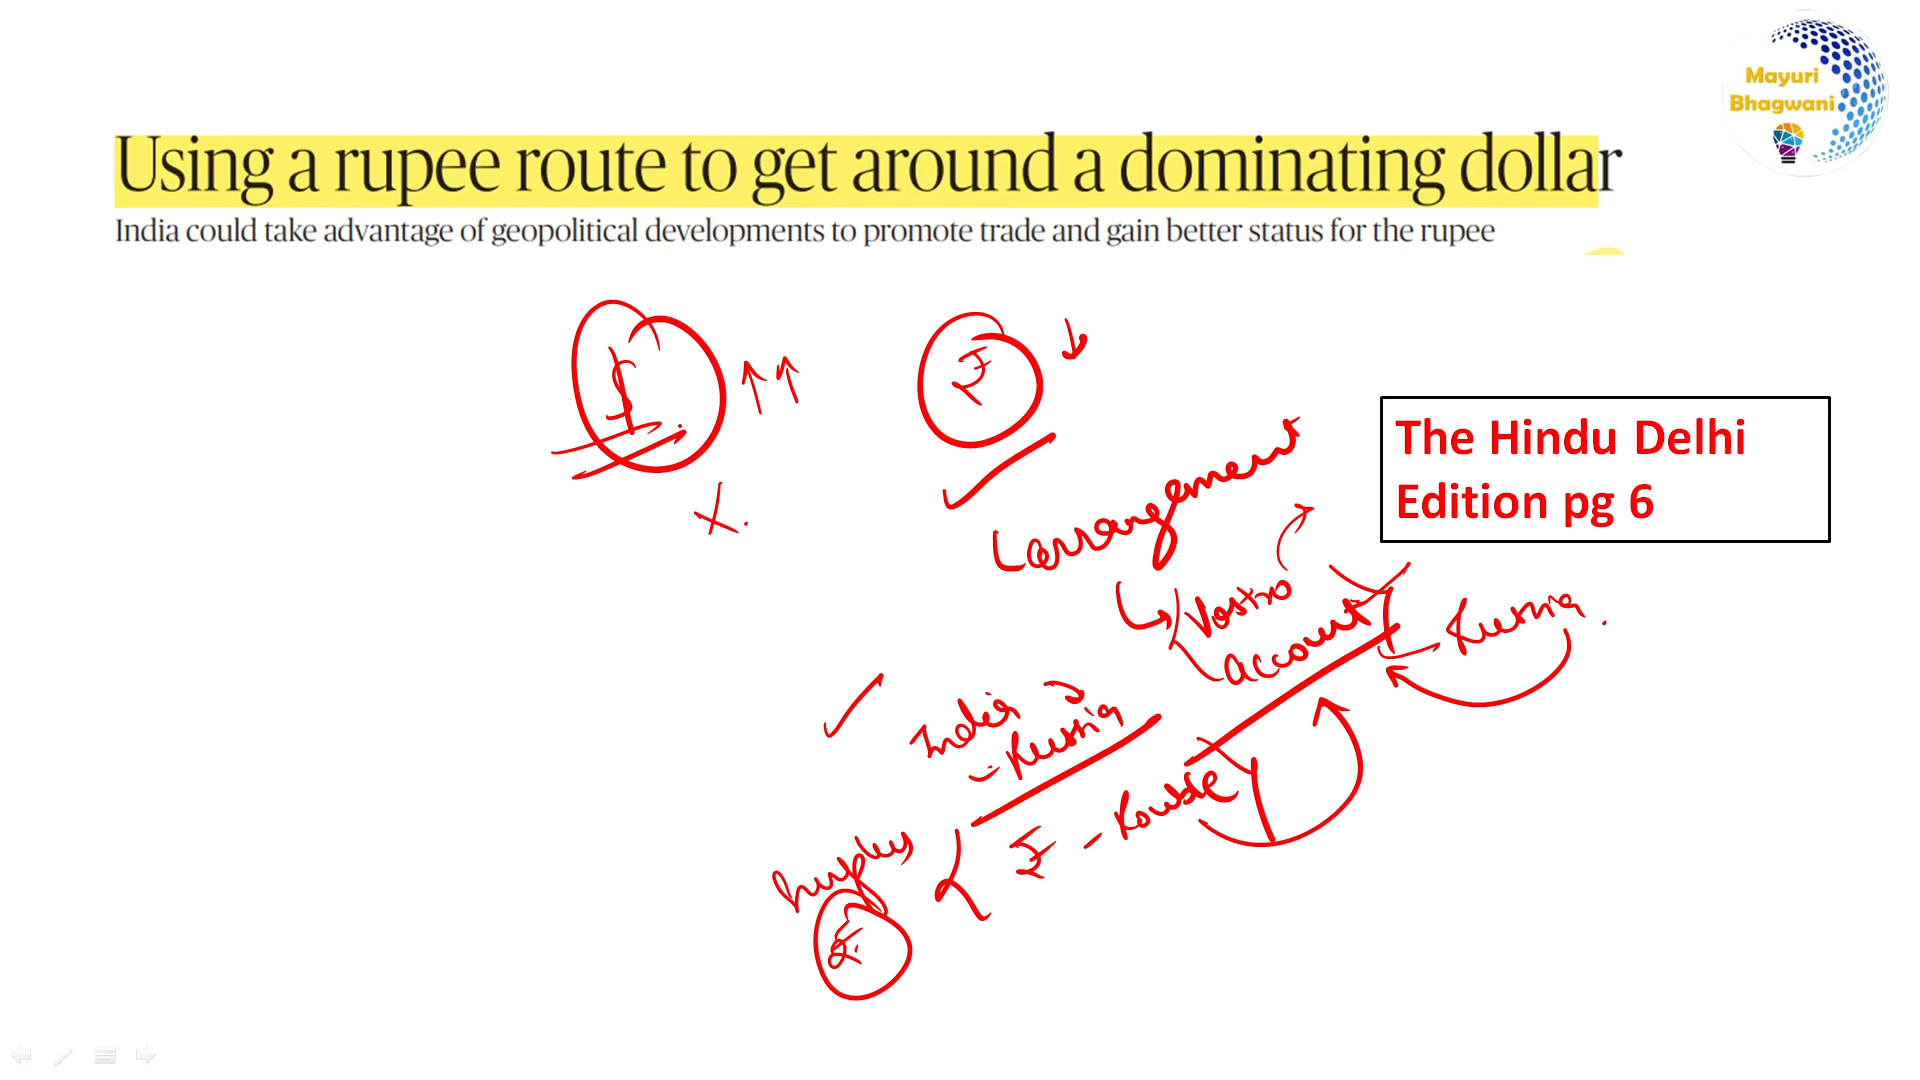 Mayuri
Bhagwani
Using a rupee route to get around a dominating dollar
India could take advantage of geopolitical developments to promote trade and gain better status for the rupee
$
₹
The Hindu Delhi
Edition pg 6
arrangement
Vostro
Account
Russia
India
- Russia
₹ - Rouble
₹